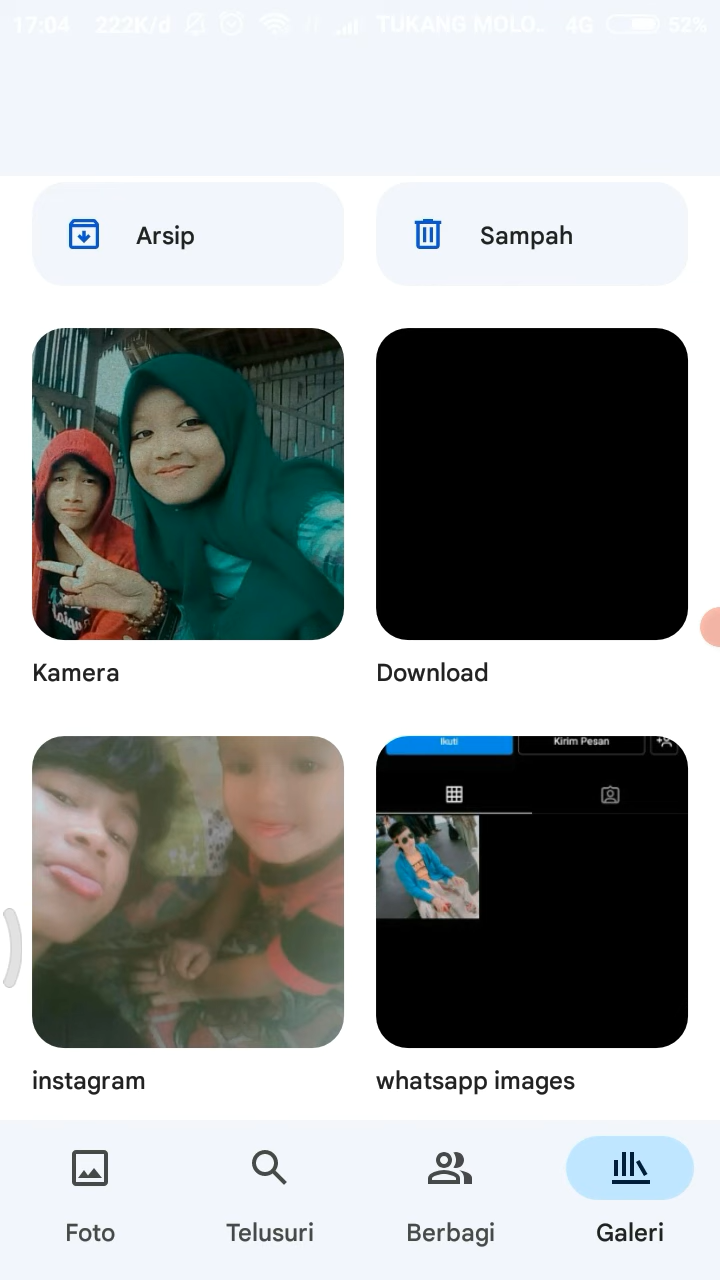 17:04 222K/d TUKANG MOLO.. 4G 52%
Arsip Sampah
Kamera Download
Ikuti Kirim Pesan
instagram whatsapp images
Foto Telusuri Berbagi Galeri